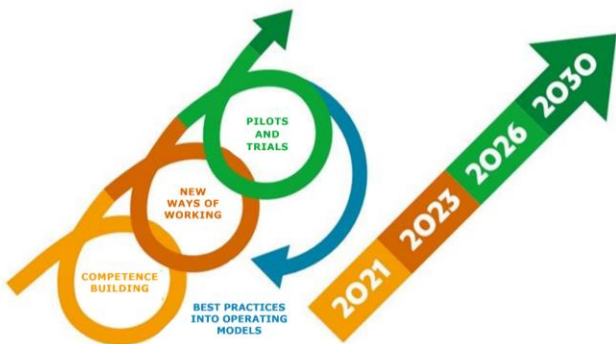 PILOTS
AND
TRIALS
NEW
WAYS OF
WORKING
COMPETENCE
BUILDING
BEST PRACTICES
INTO OPERATING
MODELS
2021
2023
2026
2030